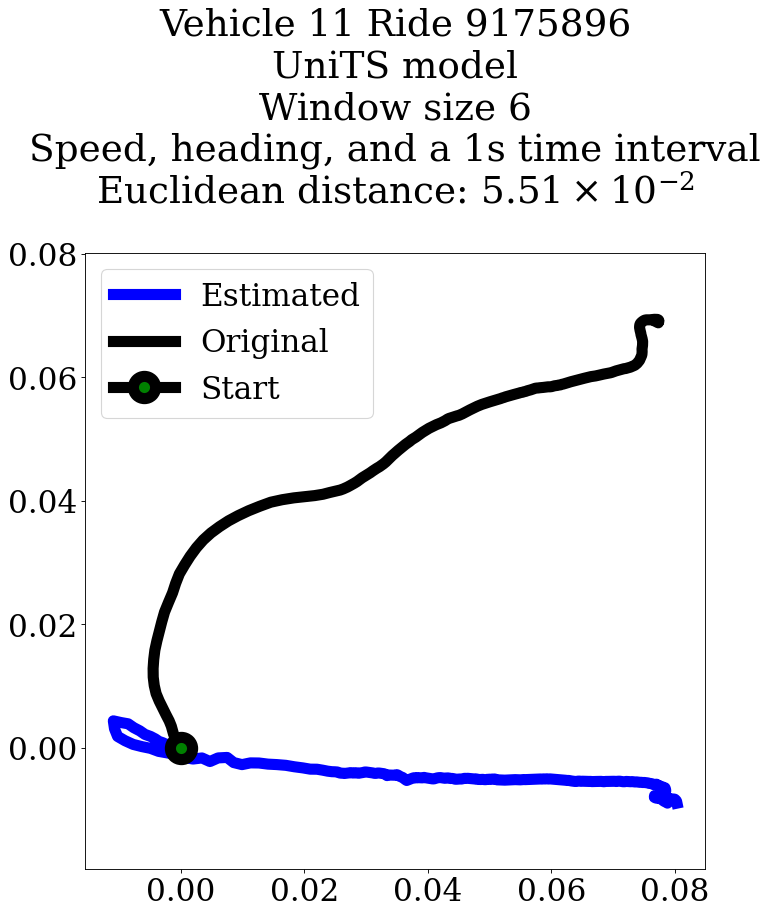 Vehicle 11 Ride 9175896
UniTS model
Window size 6
Speed, heading, and a 1s time interval
Euclidean distance: 5.51 × 10⁻²
0.08
Estimated
Original
Start
0.06
0.04
0.02
0.00
0.00 0.02 0.04 0.06 0.08